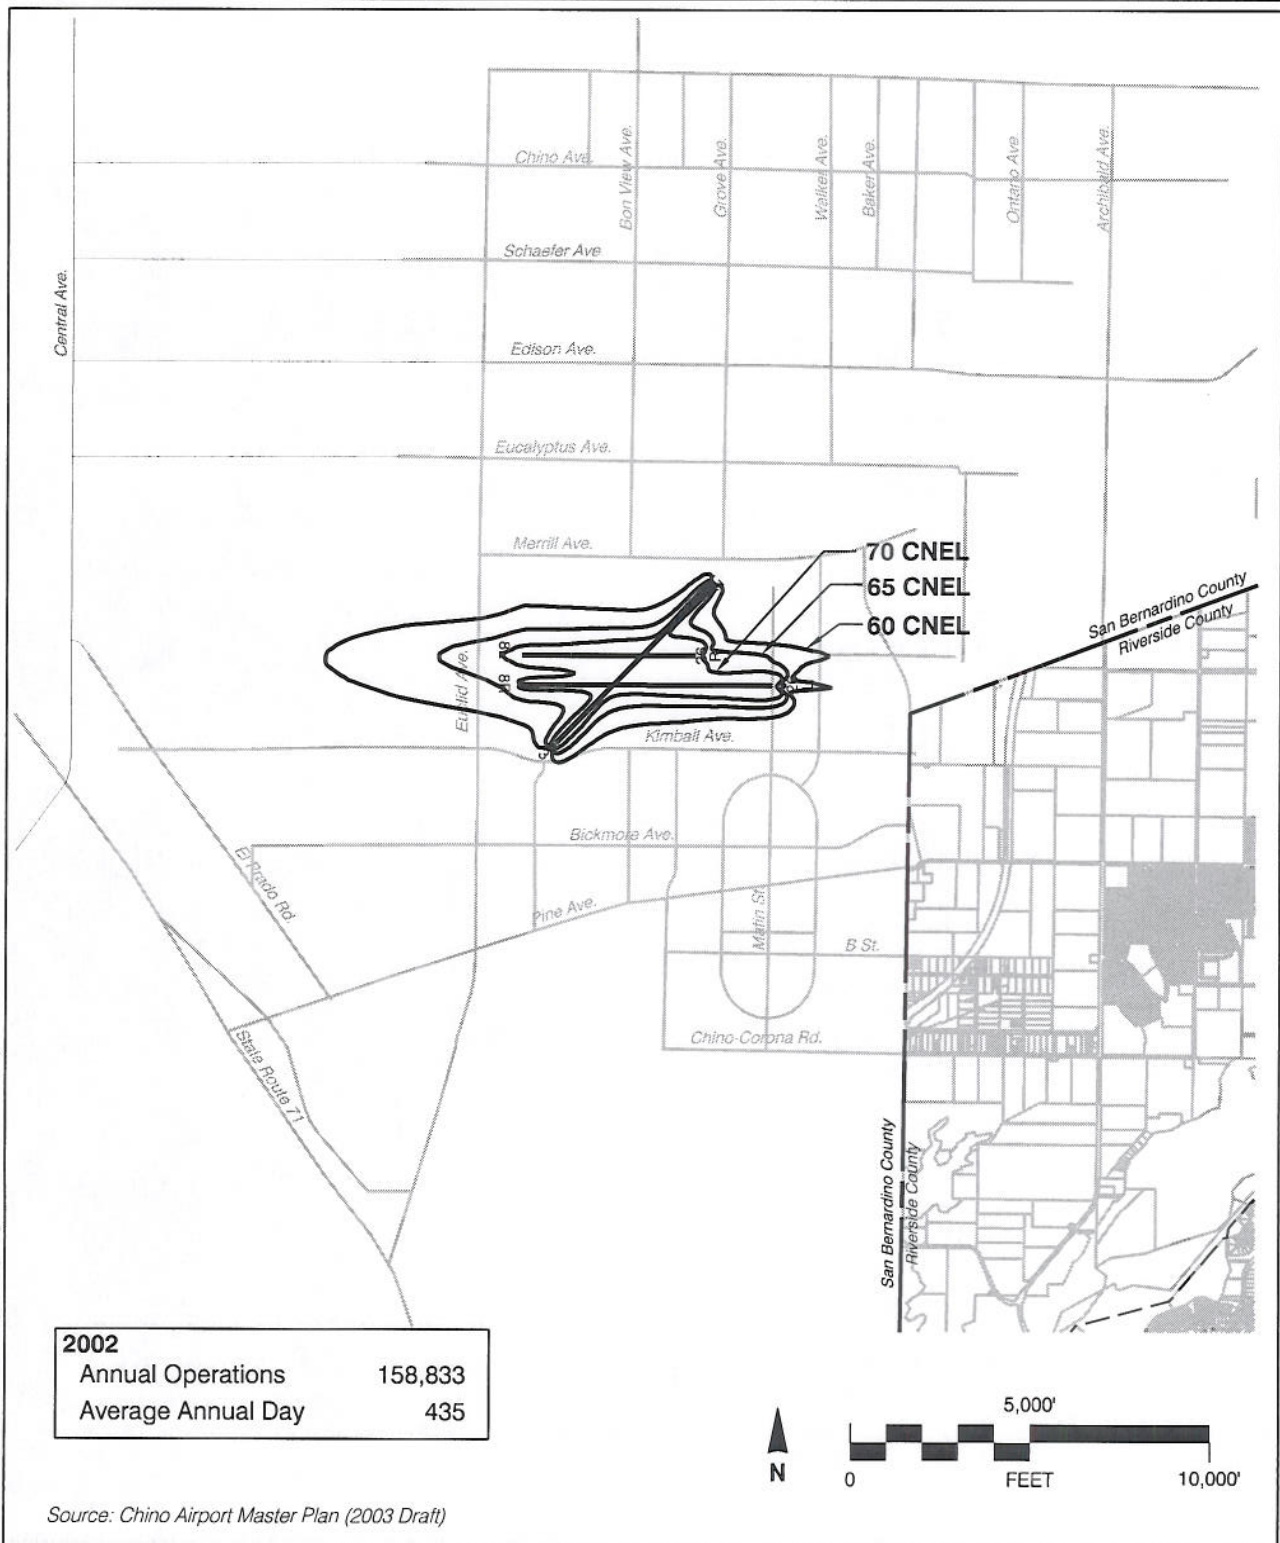 Chino Ave.
Bon View Ave.
Grove Ave.
Walker Ave.
Baker Ave.
Ontario Ave
Archibald Ave.
Schaefer Ave
Central Ave.
Edison Ave.
Eucalyptus Ave.
Merrill Ave.
70 CNEL
65 CNEL
60 CNEL
San Bernardino County
Riverside County
8L
26
R
8R
Euclid Ave.
Kimball Ave.
Bickmore Ave.
El Prado Rd.
Pine Ave.
B St.
Chino-Corona Rd.
State Route 71
San Bernardino County
Riverside County
2002
Annual Operations 158,833
Average Annual Day 435
N
5,000'
0 FEET 10,000'
Source: Chino Airport Master Plan (2003 Draft)